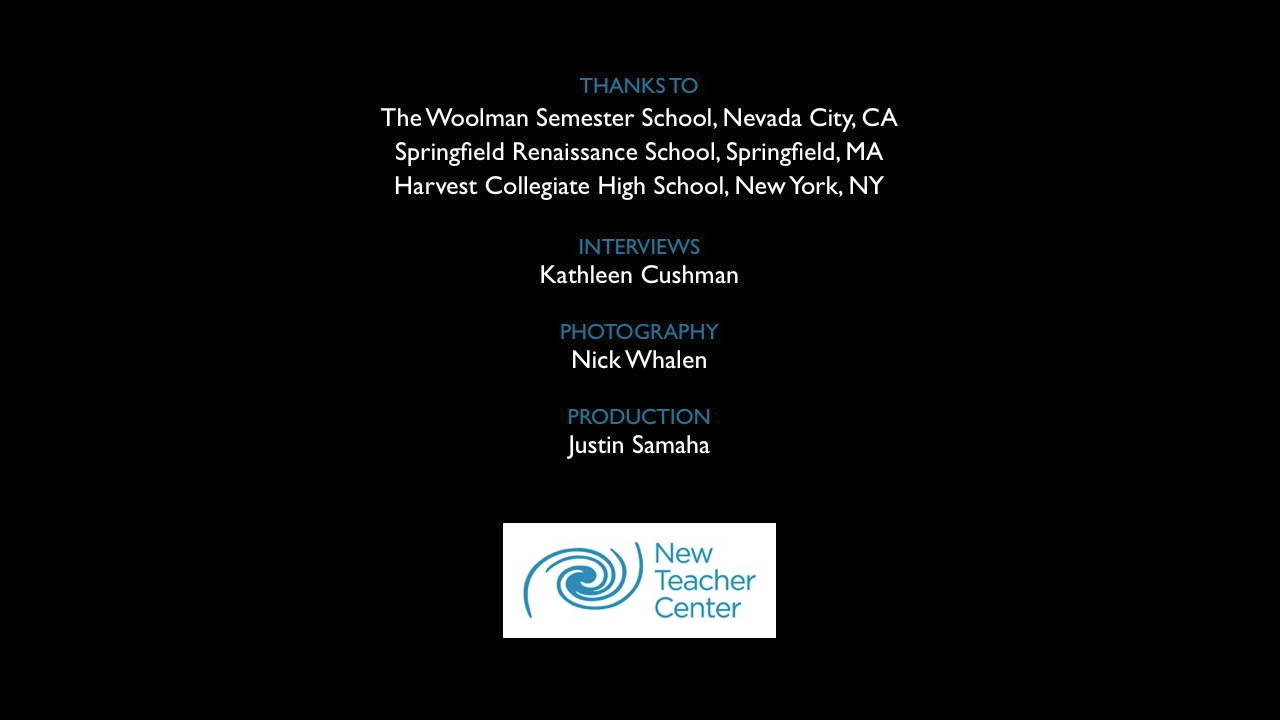 THANKS TO
The Woolman Semester School, Nevada City, CA
Springfield Renaissance School, Springfield, MA
Harvest Collegiate High School, New York, NY
INTERVIEWS
Kathleen Cushman
PHOTOGRAPHY
Nick Whalen
PRODUCTION
Justin Samaha
New
Teacher
Center